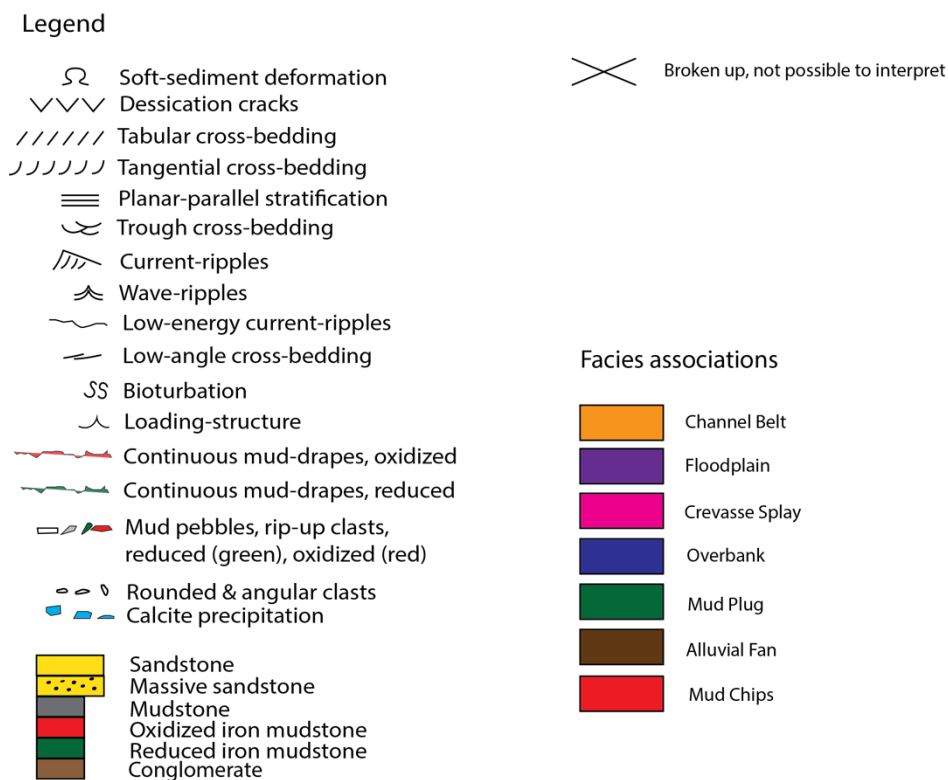 Legend
Soft-sediment deformation
Dessication cracks
Tabular cross-bedding
Tangential cross-bedding
Planar-parallel stratification
Trough cross-bedding
Current-ripples
Wave-ripples
Low-energy current-ripples
Low-angle cross-bedding
Bioturbation
Loading-structure
Continuous mud-drapes, oxidized
Continuous mud-drapes, reduced
Mud pebbles, rip-up clasts,
reduced (green), oxidized (red)
Rounded & angular clasts
Calcite precipitation
Sandstone
Massive sandstone
Mudstone
Oxidized iron mudstone
Reduced iron mudstone
Conglomerate
Broken up, not possible to interpret
Facies associations
Channel Belt
Floodplain
Crevasse Splay
Overbank
Mud Plug
Alluvial Fan
Mud Chips